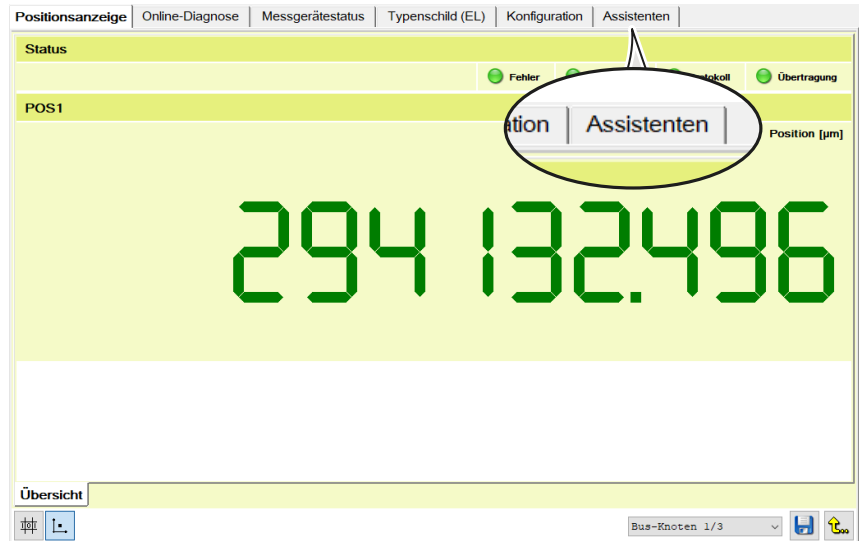 Positionsanzeige Online-Diagnose Messgerätestatus Typenschild (EL) Konfiguration Assistenten
Status
Fehler Übertragung
POS1
ation Assistenten
Position [µm]
294 132.496
Übersicht
Bus-Knoten 1/3